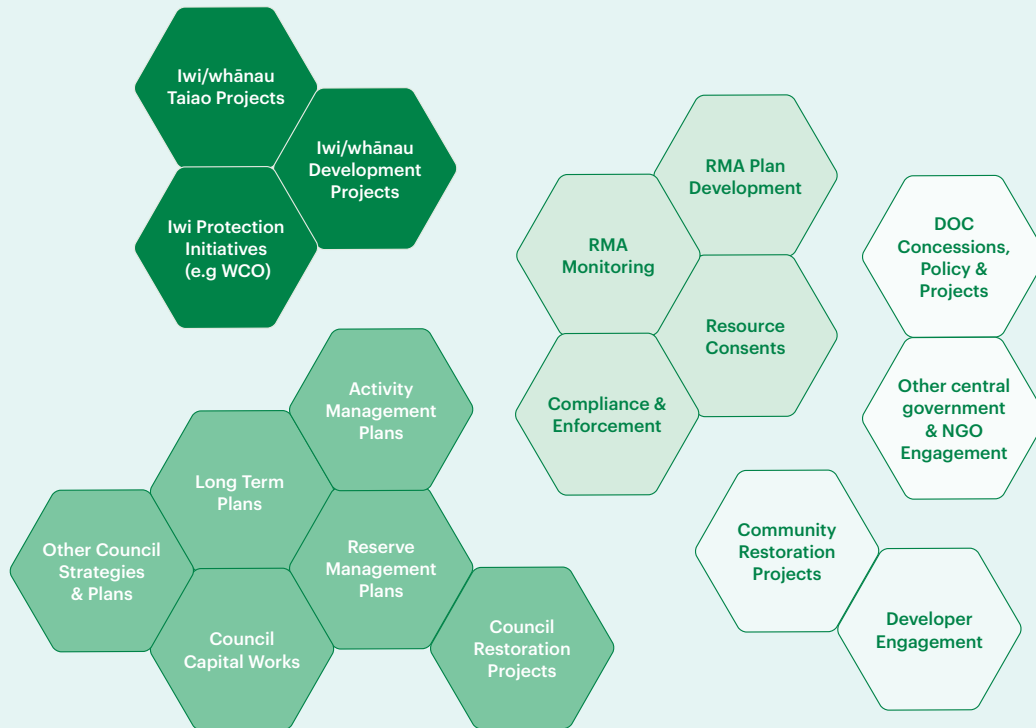 Iwi/whānau
Taiao Projects
Iwi/whānau
Development
Projects
Iwi Protection
Initiatives
(e.g WCO)
RMA Plan
Development
RMA
Monitoring
Resource
Consents
Compliance &
Enforcement
DOC
Concessions,
Policy &
Projects
Other central
government
& NGO
Engagement
Activity
Management
Plans
Long Term
Plans
Other Council
Strategies
& Plans
Reserve
Management
Plans
Council
Capital Works
Council
Restoration
Projects
Community
Restoration
Projects
Developer
Engagement